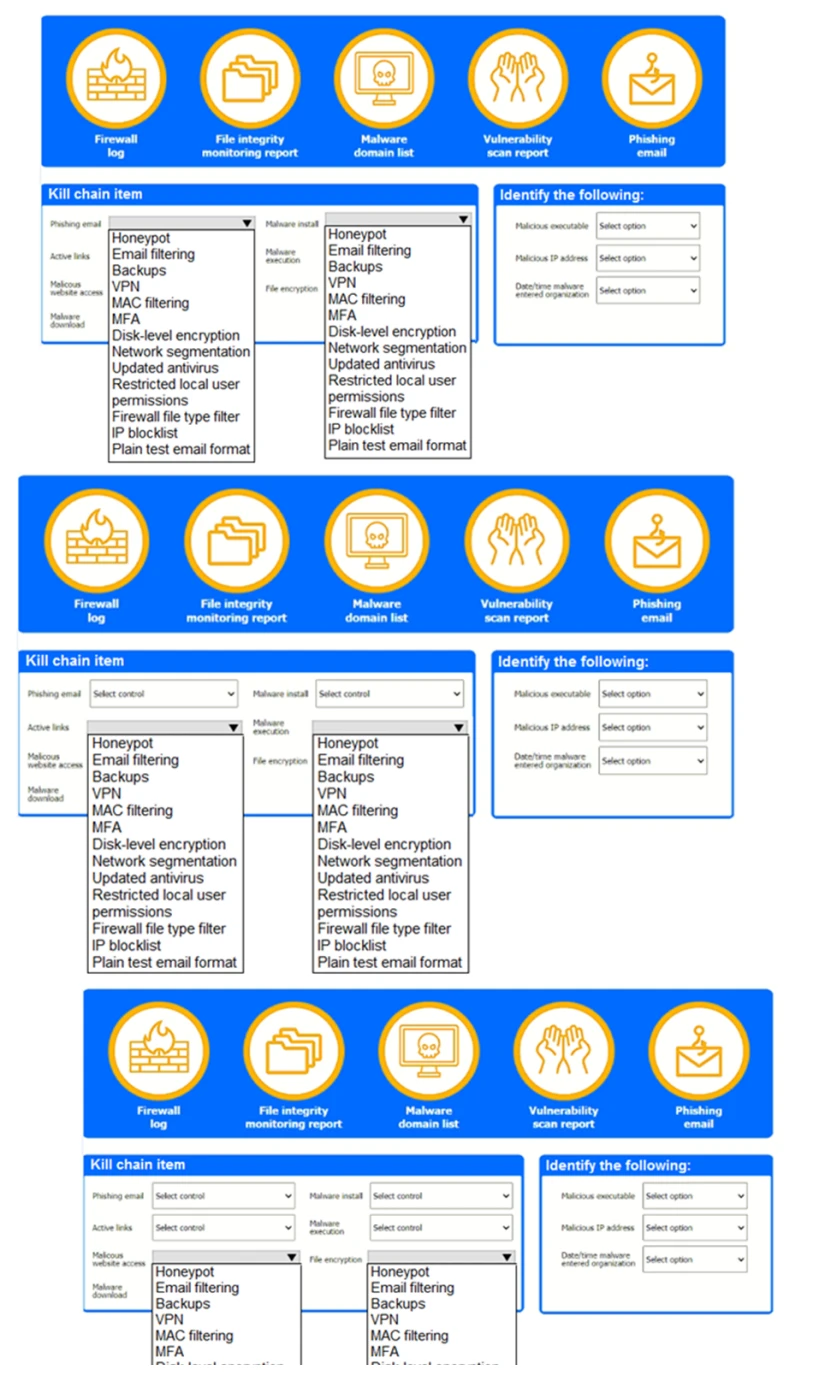 Firewall
log
File integrity
monitoring report
Malware
domain list
Vulnerability
scan report
Phishing
email
Kill chain item
Phishing email
Active links
Malicous
website access
Malware
download
Honeypot
Email filtering
Backups
VPN
MAC filtering
MFA
Disk-level encryption
Network segmentation
Updated antivirus
Restricted local user
permissions
Firewall file type filter
IP blocklist
Plain test email format
Malware install
Malware
execution
File encryption
Honeypot
Email filtering
Backups
VPN
MAC filtering
MFA
Disk-level encryption
Network segmentation
Updated antivirus
Restricted local user
permissions
Firewall file type filter
IP blocklist
Plain test email format
Identify the following:
Malicious executable Select option
Malicious IP address Select option
Date/time malware
entered organization Select option
Firewall
log
File integrity
monitoring report
Malware
domain list
Vulnerability
scan report
Phishing
email
Kill chain item
Phishing email Select control
Active links
Malicous
website access
Malware
download
Honeypot
Email filtering
Backups
VPN
MAC filtering
MFA
Disk-level encryption
Network segmentation
Updated antivirus
Restricted local user
permissions
Firewall file type filter
IP blocklist
Plain test email format
Malware install Select control
Malware
execution
File encryption
Honeypot
Email filtering
Backups
VPN
MAC filtering
MFA
Disk-level encryption
Network segmentation
Updated antivirus
Restricted local user
permissions
Firewall file type filter
IP blocklist
Plain test email format
Identify the following:
Malicious executable Select option
Malicious IP address Select option
Date/time malware
entered organization Select option
Firewall
log
File integrity
monitoring report
Malware
domain list
Vulnerability
scan report
Phishing
email
Kill chain item
Phishing email Select control
Active links Select control
Malicous
website access
Malware
download
Honeypot
Email filtering
Backups
VPN
MAC filtering
MFA
Malware install Select control
Malware
execution Select control
File encryption
Honeypot
Email filtering
Backups
VPN
MAC filtering
MFA
Identify the following:
Malicious executable Select option
Malicious IP address Select option
Date/time malware
entered organization Select option